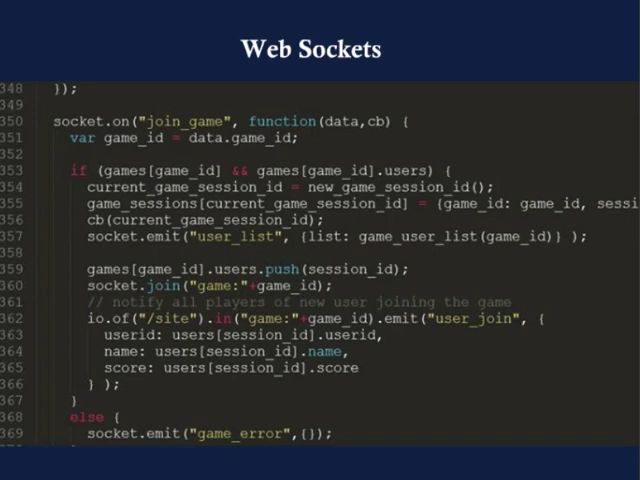 Web Sockets
348 });
349
350 socket.on("join_game", function(data,cb) {
351 var game_id = data.game_id;
352
353 if (games[game_id] && games[game_id].users) {
354 current_game_session_id = new_game_session_id();
355 game_sessions[current_game_session_id] = {game_id: game_id, sessi
356 cb(current_game_session_id);
357 socket.emit("user_list", {list: game_user_list(game_id)} );
358
359 games[game_id].users.push(session_id);
360 socket.join("game:"+game_id);
361 // notify all players of new user joining the game
362 io.of("/site").in("game:"+game_id).emit("user_join", {
363 userid: users[session_id].userid,
364 name: users[session_id].name,
365 score: users[session_id].score
366 } );
367 }
368 else {
369 socket.emit("game_error",{});